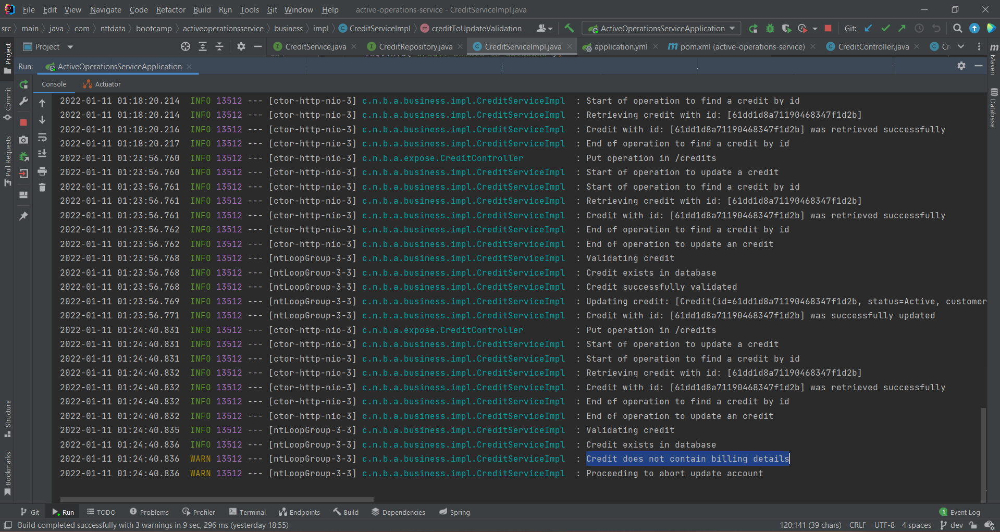 File Edit View Navigate Code Refactor Build Run Tools Git Window Help active-operations-service - CreditServiceImpl.java
src main java com nttdata bootcamp activeoperationsservice business impl CreditServiceImpl creditToUpdateValidation ActiveOperationsServiceApplication Git:
Project CreditService.java CreditRepository.java CreditServiceImpl.java application.yml pom.xml (active-operations-service) CreditController.java Cr
Run: ActiveOperationsServiceApplication
Console Actuator
2022-01-11 01:18:20.214 INFO 13512 --- [ctor-http-nio-3] c.n.b.a.business.impl.CreditServiceImpl : Start of operation to find a credit by id
2022-01-11 01:18:20.214 INFO 13512 --- [ctor-http-nio-3] c.n.b.a.business.impl.CreditServiceImpl : Retrieving credit with id: [61dd1d8a71190468347f1d2b]
2022-01-11 01:18:20.216 INFO 13512 --- [ctor-http-nio-3] c.n.b.a.business.impl.CreditServiceImpl : Credit with id: [61dd1d8a71190468347f1d2b] was retrieved successfully
2022-01-11 01:18:20.217 INFO 13512 --- [ctor-http-nio-3] c.n.b.a.business.impl.CreditServiceImpl : End of operation to find a credit by id
2022-01-11 01:23:56.760 INFO 13512 --- [ctor-http-nio-3] c.n.b.a.expose.CreditController : Put operation in /credits
2022-01-11 01:23:56.760 INFO 13512 --- [ctor-http-nio-3] c.n.b.a.business.impl.CreditServiceImpl : Start of operation to update a credit
2022-01-11 01:23:56.761 INFO 13512 --- [ctor-http-nio-3] c.n.b.a.business.impl.CreditServiceImpl : Start of operation to find a credit by id
2022-01-11 01:23:56.761 INFO 13512 --- [ctor-http-nio-3] c.n.b.a.business.impl.CreditServiceImpl : Retrieving credit with id: [61dd1d8a71190468347f1d2b]
2022-01-11 01:23:56.761 INFO 13512 --- [ctor-http-nio-3] c.n.b.a.business.impl.CreditServiceImpl : Credit with id: [61dd1d8a71190468347f1d2b] was retrieved successfully
2022-01-11 01:23:56.762 INFO 13512 --- [ctor-http-nio-3] c.n.b.a.business.impl.CreditServiceImpl : End of operation to find a credit by id
2022-01-11 01:23:56.762 INFO 13512 --- [ctor-http-nio-3] c.n.b.a.business.impl.CreditServiceImpl : End of operation to update an credit
2022-01-11 01:23:56.768 INFO 13512 --- [ntLoopGroup-3-3] c.n.b.a.business.impl.CreditServiceImpl : Validating credit
2022-01-11 01:23:56.768 INFO 13512 --- [ntLoopGroup-3-3] c.n.b.a.business.impl.CreditServiceImpl : Credit exists in database
2022-01-11 01:23:56.768 INFO 13512 --- [ntLoopGroup-3-3] c.n.b.a.business.impl.CreditServiceImpl : Credit successfully validated
2022-01-11 01:23:56.769 INFO 13512 --- [ntLoopGroup-3-3] c.n.b.a.business.impl.CreditServiceImpl : Updating credit: [Credit(id=61dd1d8a71190468347f1d2b, status=Active, customer
2022-01-11 01:23:56.771 INFO 13512 --- [ntLoopGroup-3-3] c.n.b.a.business.impl.CreditServiceImpl : Credit with id: [61dd1d8a71190468347f1d2b] was successfully updated
2022-01-11 01:24:40.831 INFO 13512 --- [ctor-http-nio-3] c.n.b.a.expose.CreditController : Put operation in /credits
2022-01-11 01:24:40.831 INFO 13512 --- [ctor-http-nio-3] c.n.b.a.business.impl.CreditServiceImpl : Start of operation to update a credit
2022-01-11 01:24:40.831 INFO 13512 --- [ctor-http-nio-3] c.n.b.a.business.impl.CreditServiceImpl : Start of operation to find a credit by id
2022-01-11 01:24:40.832 INFO 13512 --- [ctor-http-nio-3] c.n.b.a.business.impl.CreditServiceImpl : Retrieving credit with id: [61dd1d8a71190468347f1d2b]
2022-01-11 01:24:40.832 INFO 13512 --- [ctor-http-nio-3] c.n.b.a.business.impl.CreditServiceImpl : Credit with id: [61dd1d8a71190468347f1d2b] was retrieved successfully
2022-01-11 01:24:40.832 INFO 13512 --- [ctor-http-nio-3] c.n.b.a.business.impl.CreditServiceImpl : End of operation to find a credit by id
2022-01-11 01:24:40.832 INFO 13512 --- [ctor-http-nio-3] c.n.b.a.business.impl.CreditServiceImpl : End of operation to update an credit
2022-01-11 01:24:40.835 INFO 13512 --- [ntLoopGroup-3-3] c.n.b.a.business.impl.CreditServiceImpl : Validating credit
2022-01-11 01:24:40.836 INFO 13512 --- [ntLoopGroup-3-3] c.n.b.a.business.impl.CreditServiceImpl : Credit exists in database
2022-01-11 01:24:40.836 WARN 13512 --- [ntLoopGroup-3-3] c.n.b.a.business.impl.CreditServiceImpl : Credit does not contain billing details
2022-01-11 01:24:40.836 WARN 13512 --- [ntLoopGroup-3-3] c.n.b.a.business.impl.CreditServiceImpl : Proceeding to abort update account
Project
Commit
Pull Requests
Structure
Bookmarks
Maven
Database
Git Run TODO Problems Profiler Terminal Endpoints Build Dependencies Spring 1 Event Log
Build completed successfully with 3 warnings in 9 sec, 296 ms (yesterday 18:55) 120:141 (39 chars) CRLF UTF-8 4 spaces dev